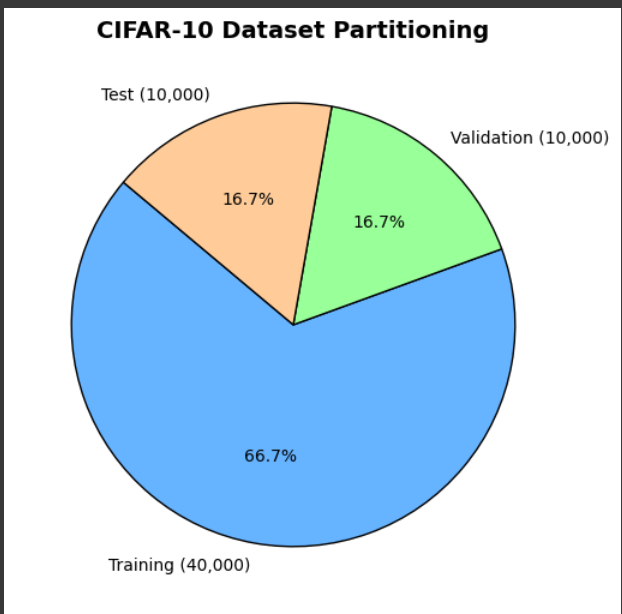 CIFAR-10 Dataset Partitioning
Test (10,000)
Validation (10,000)
16.7%
16.7%
66.7%
Training (40,000)